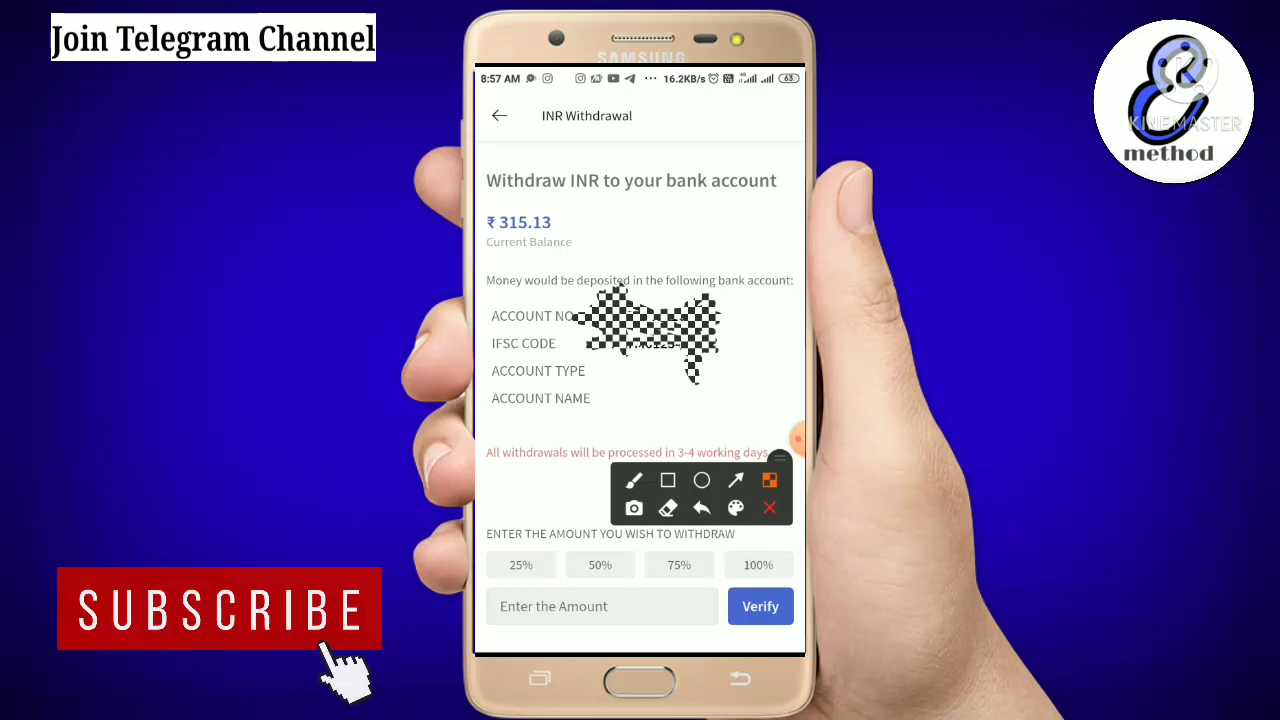 Join Telegram Channel
SAMSUNG
8:57 AM
16.2KB/s
4G
63
INR Withdrawal
Withdraw INR to your bank account
₹ 315.13
Current Balance
Money would be deposited in the following bank account:
ACCOUNT NO
IFSC CODE
ACCOUNT TYPE
ACCOUNT NAME
All withdrawals will be processed in 3-4 working days
ENTER THE AMOUNT YOU WISH TO WITHDRAW
25% 50% 75% 100%
Enter the Amount
Verify
SUBSCRIBE
K
KINEMASTER
method